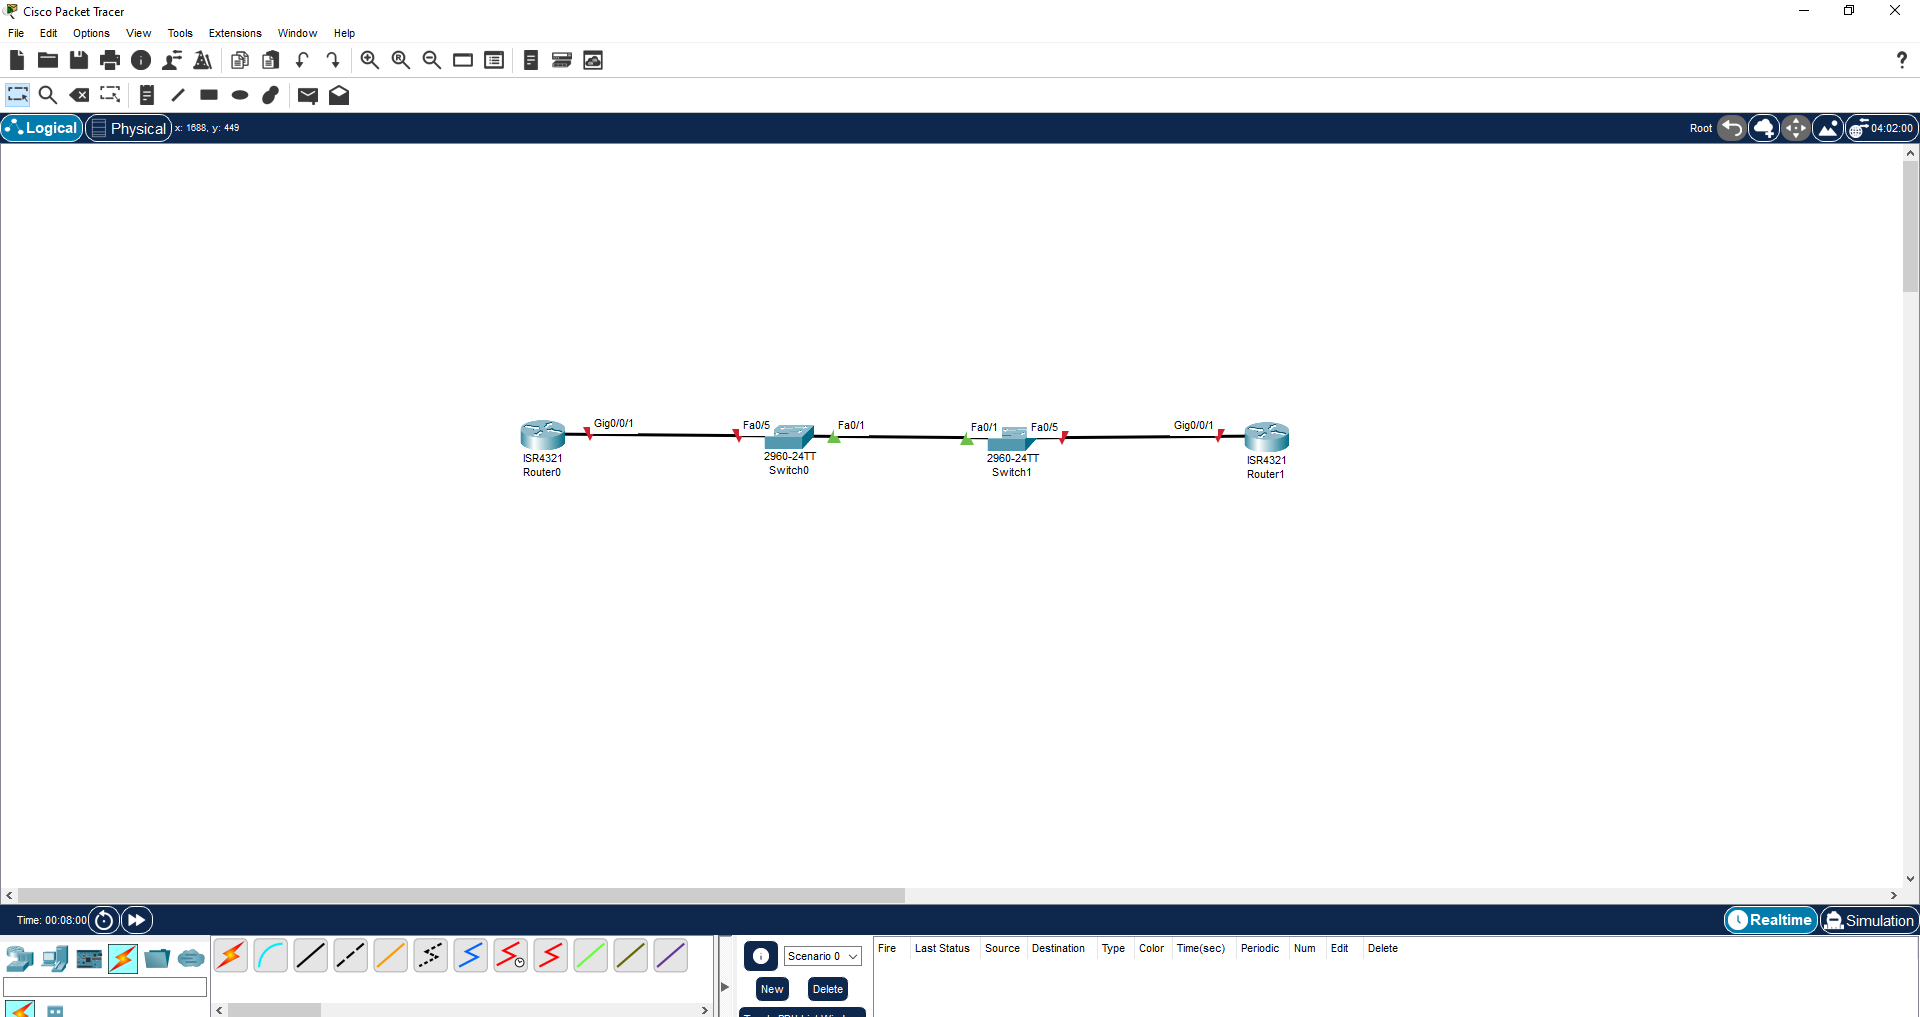 Cisco Packet Tracer
File Edit Options View Tools Extensions Window Help
?
Logical Physical x: 1688, y: 449 Root 04:02:00
Gig0/0/1 Fa0/5 Fa0/1 Fa0/1 Fa0/5 Gig0/0/1
ISR4321 2960-24TT 2960-24TT ISR4321
Router0 Switch0 Switch1 Router1
Time: 00:08:00 Realtime Simulation
Scenario 0 Fire Last Status Source Destination Type Color Time(sec) Periodic Num Edit Delete
New Delete